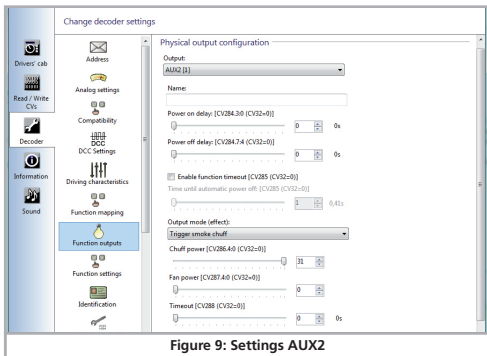 Change decoder settings
Drivers' cab
Read / Write
CVs
Decoder
Information
Sound
Address
Analog settings
Compatibility
DCC
DCC Settings
Driving characteristics
Function mapping
Function outputs
Function settings
Identification
Physical output configuration
Output:
AUX2 [1]
Name:
Power on delay: [CV284.3:0 (CV32=0)]
0 0s
Power off delay: [CV284.7:4 (CV32=0)]
0 0s
Enable function timeout [CV285 (CV32=0)]
Time until automatic power off: [CV285 (CV32=0)]
1 0,41s
Output mode (effect):
Trigger smoke chuff
Chuff power [CV286.4:0 (CV32=0)]
31
Fan power [CV287.4:0 (CV32=0)]
0
Timeout [CV288 (CV32=0)]
0 0s
Figure 9: Settings AUX2